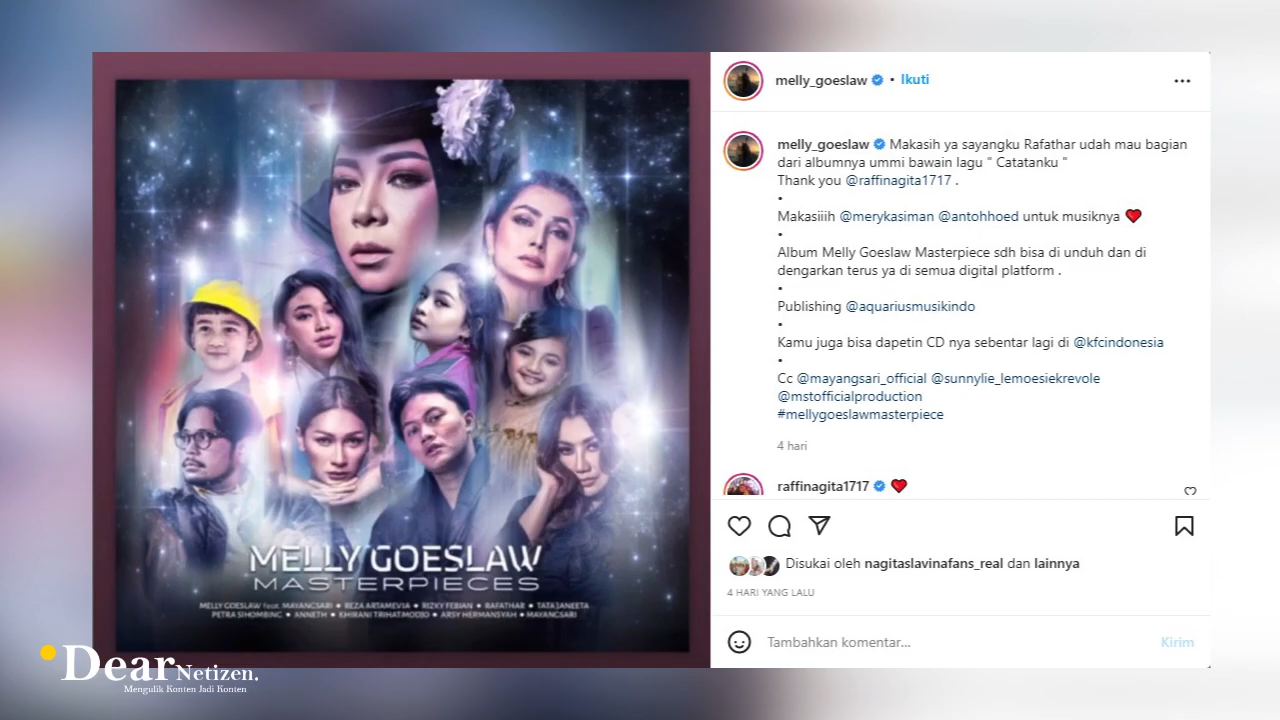 MELLY GOESLAW
MASTERPIECES
MELLY GOESLAW feat. MAYANGSARI ● REZA ARTAMEVIA ● RIZKY FEBIAN ● RAFATHAR ● TATA JANEETA
PETRA SIHOMBING ● ANNETH ● KHIRANI TRIHATMODJO ● ARSY HERMANSYAH ● MAYANGSARI
Dear Netizen.
Mengulik Konten Jadi Konten
melly_goeslaw • Ikuti
melly_goeslaw Makasih ya sayangku Rafathar udah mau bagian
dari albumnya ummi bawain lagu " Catatanku "
Thank you @raffinagita1717 .
•
Makasiiih @merykasiman @antohhoed untuk musiknya ❤️
•
Album Melly Goeslaw Masterpiece sdh bisa di unduh dan di
dengarkan terus ya di semua digital platform .
•
Publishing @aquariusmusikindo
•
Kamu juga bisa dapetin CD nya sebentar lagi di @kfcindonesia
•
Cc @mayangsari_official @sunnylie_lemoesiekrevole
@mstofficialproduction
#mellygoeslawmasterpiece
4 hari
raffinagita1717 ❤️
Disukai oleh nagitaslavinafans_real dan lainnya
4 HARI YANG LALU
Tambahkan komentar...
Kirim